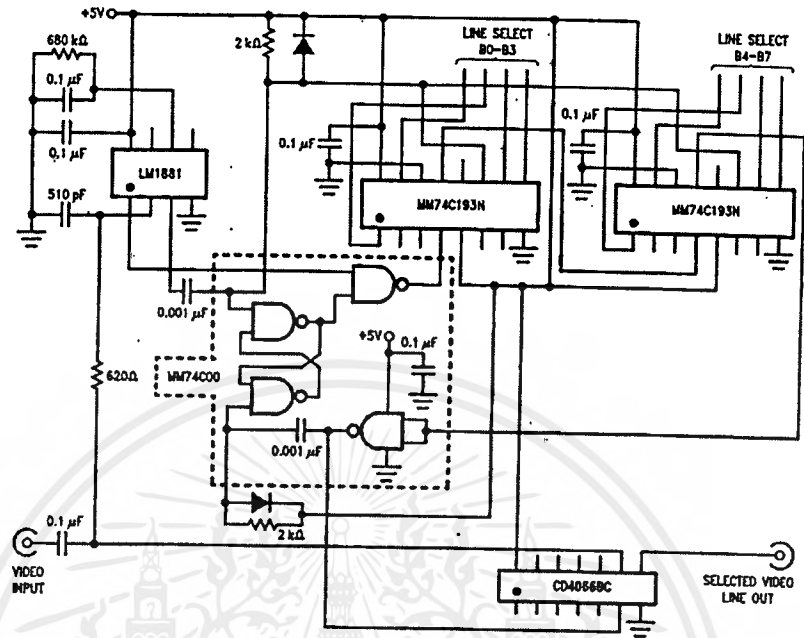 +5V
680 kΩ
0.1 μF
0.1 μF
510 pF
LM1881
2 kΩ
LINE SELECT
B0-B3
0.1 μF
MM74C193N
LINE SELECT
B4-B7
0.1 μF
MM74C193N
0.001 μF
620Ω
MM74C00
+5V
0.1 μF
0.001 μF
2 kΩ
0.1 μF
VIDEO
INPUT
CD4066BC
SELECTED VIDEO
LINE OUT